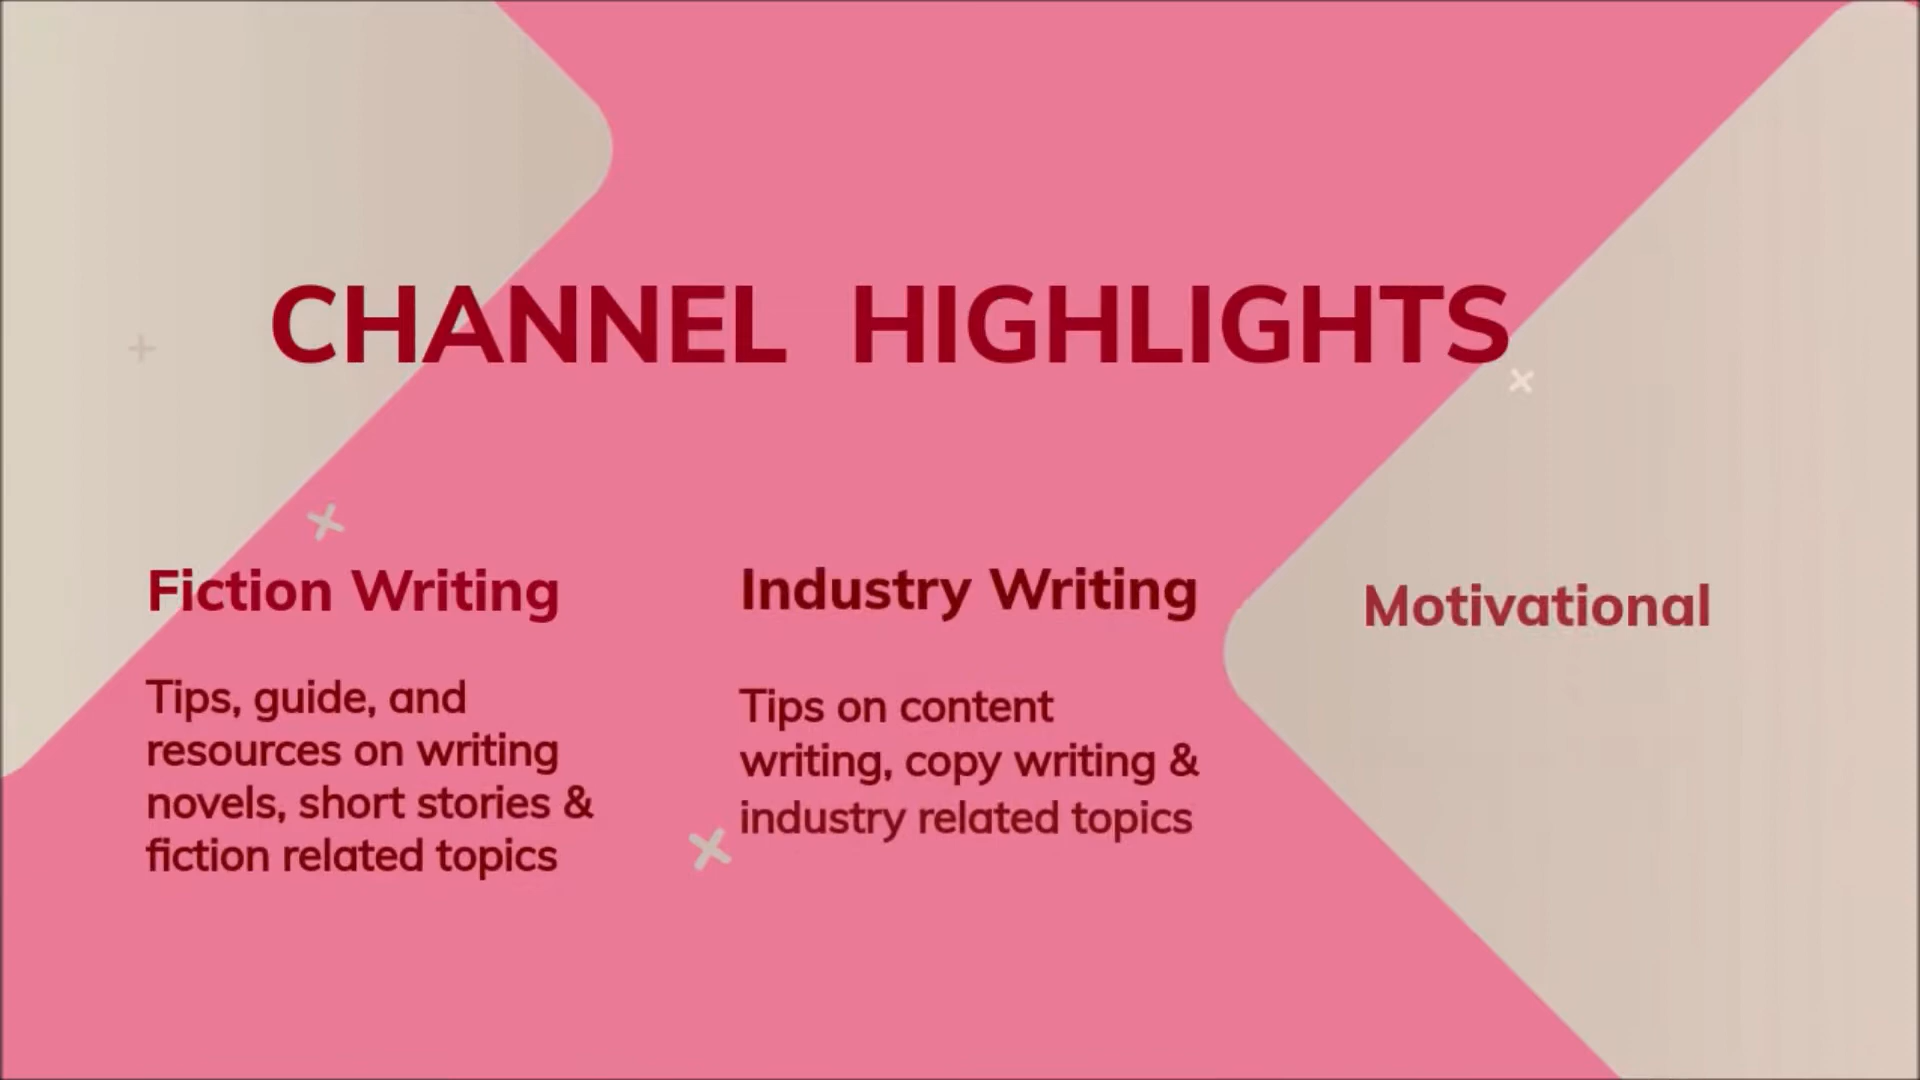 CHANNEL HIGHLIGHTS
Fiction Writing
Tips, guide, and
resources on writing
novels, short stories &
fiction related topics
Industry Writing
Tips on content
writing, copy writing &
industry related topics
Motivational